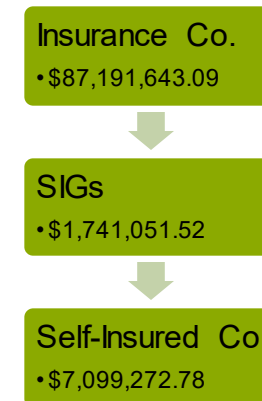 Insurance Co.
• $87,191,643.09
SIGs
• $1,741,051.52
Self-Insured Co
• $7,099,272.78